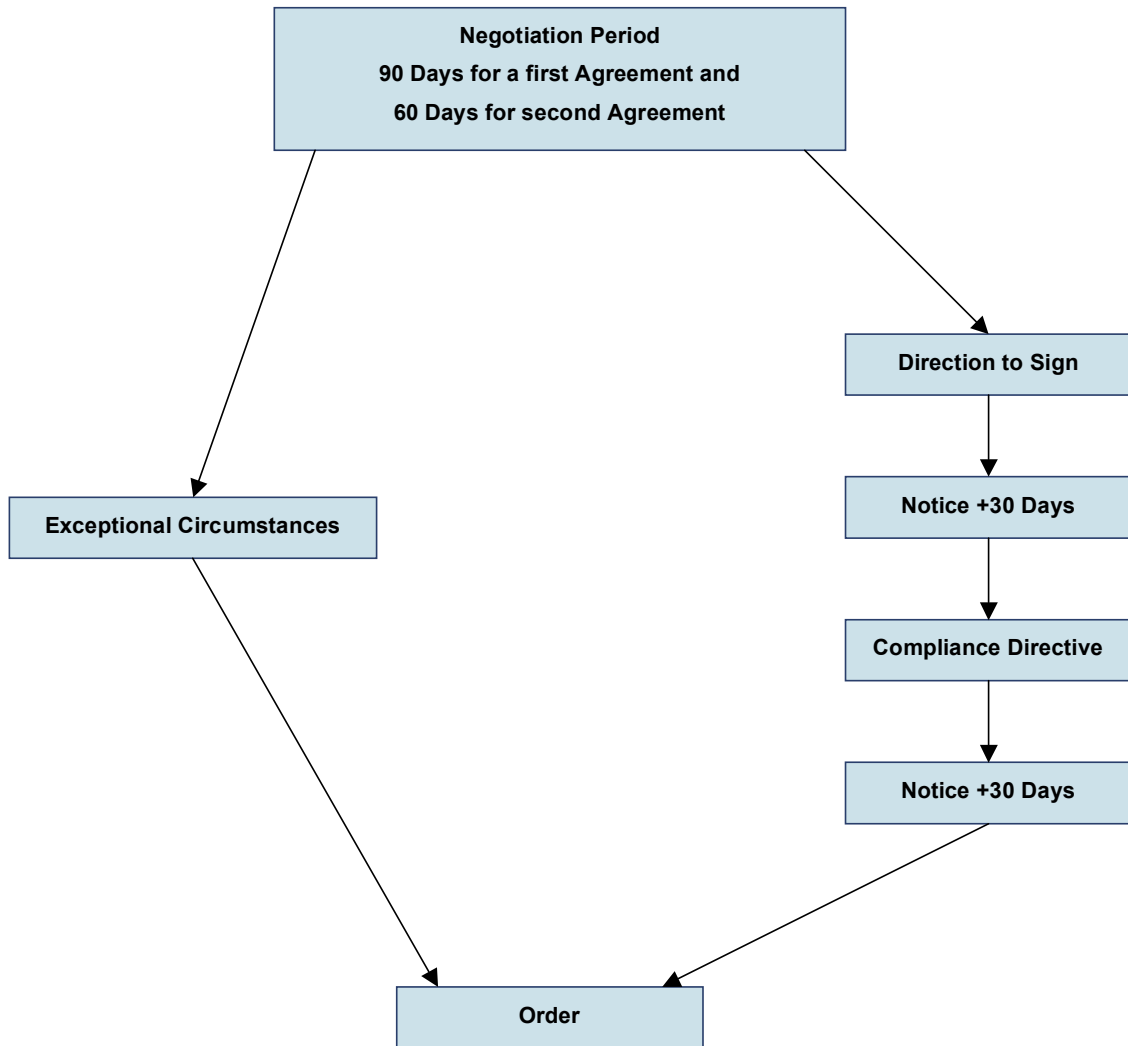 Negotiation Period
90 Days for a first Agreement and
60 Days for second Agreement
Direction to Sign
Notice +30 Days
Exceptional Circumstances
Compliance Directive
Notice +30 Days
Order